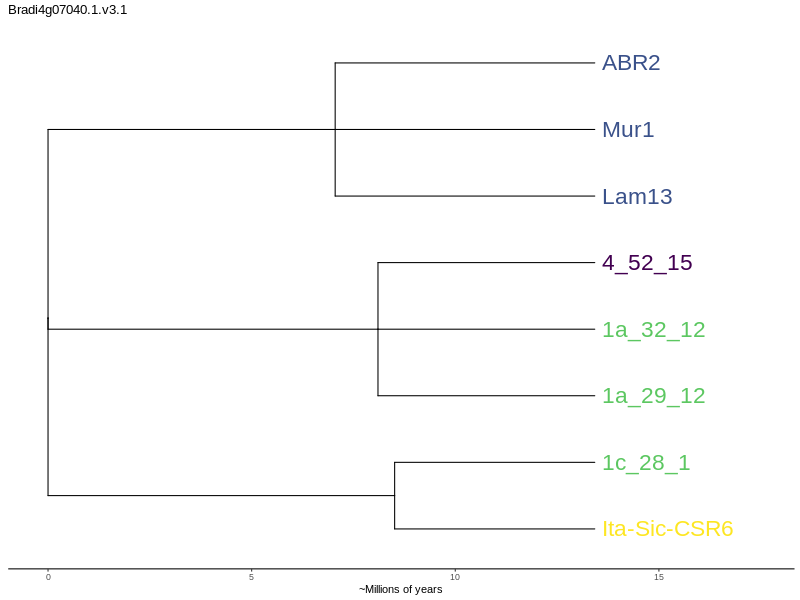 Bradi4g07040.1.v3.1
ABR2
Mur1
Lam13
4_52_15
1a_32_12
1a_29_12
1c_28_1
Ita-Sic-CSR6
0 5 10 15
~Millions of years